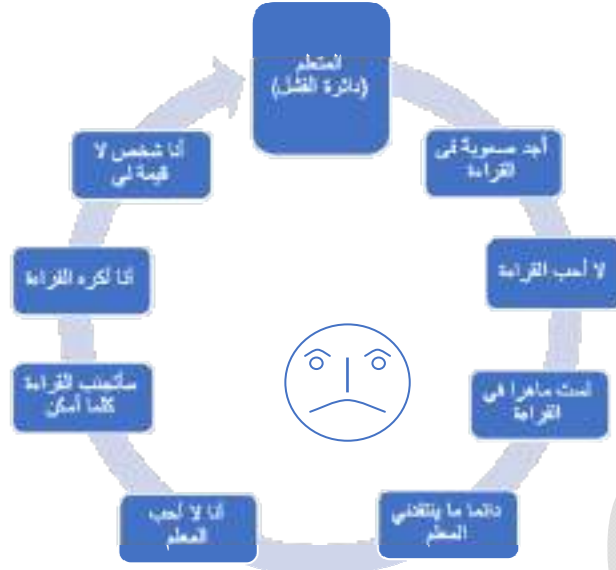 المتعلم
(دائرة الفشل)
أجد صعوبة في
القراءة
لا أحب القراءة
لست ماهرا في
القراءة
دائما ما ينتقدني
المعلم
أنا لا أحب
المعلم
سأتجنب القراءة
كلما أمكن
أنا أكره القراءة
أنا شخص لا
قيمة لي